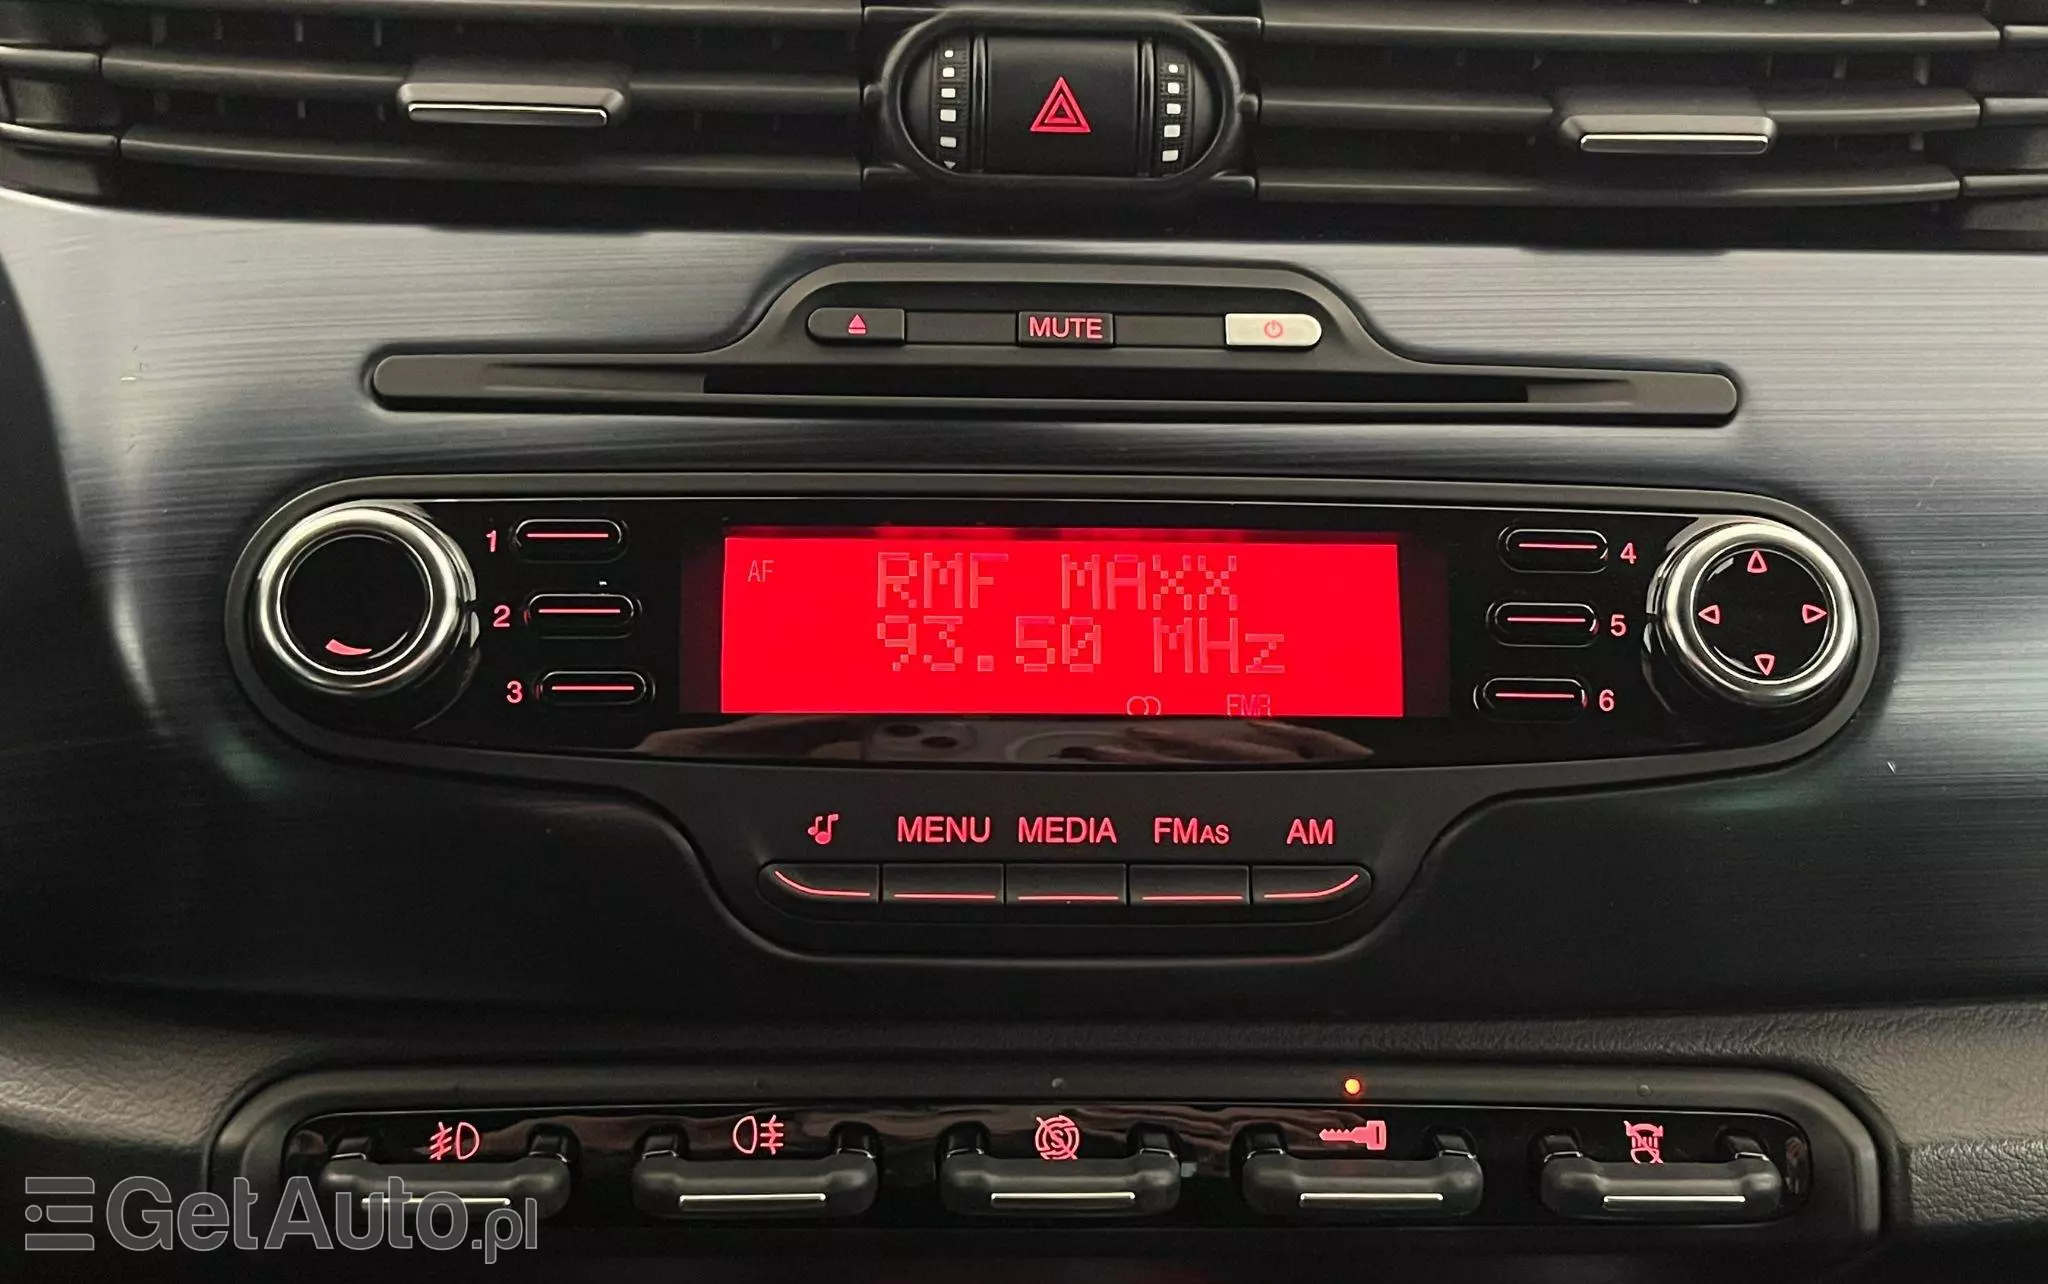 MUTE
1
2
3
AF
RMF MAXX
93.50 MHz
4
5
6
MENU MEDIA FMAS AM
GetAuto.pl